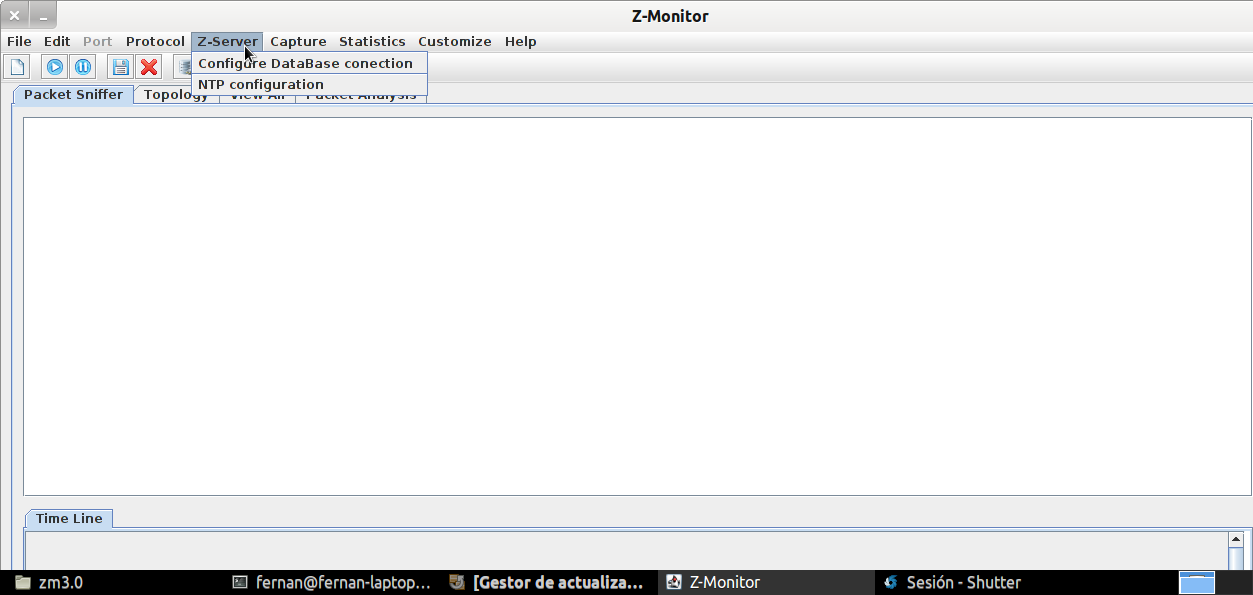 Z-Monitor
File Edit Port Protocol Z-Server Capture Statistics Customize Help
Configure DataBase conection
NTP configuration
Packet Sniffer Topology View All Packet Analysis
Time Line
zm3.0 fernan@fernan-laptop... [Gestor de actualiza... Z-Monitor Sesión - Shutter